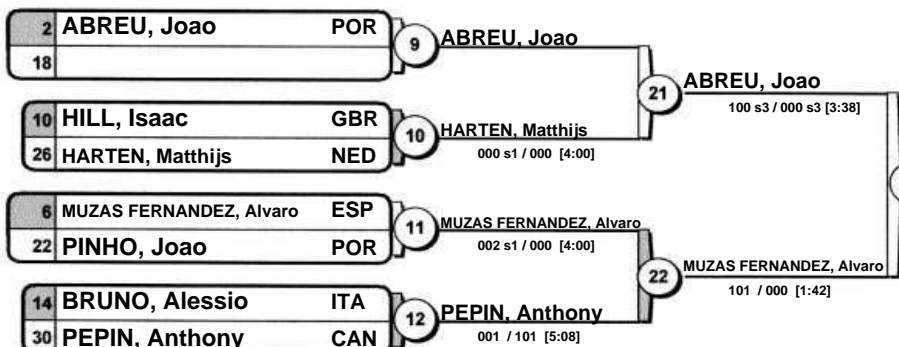 2 ABREU, Joao POR
18
9
ABREU, Joao
21
ABREU, Joao
100 s3 / 000 s3 [3:38]
10 HILL, Isaac GBR
26 HARTEN, Matthijs NED
10
HARTEN, Matthijs
000 s1 / 000 [4:00]
6 MUZAS FERNANDEZ, Alvaro ESP
22 PINHO, Joao POR
11
MUZAS FERNANDEZ, Alvaro
002 s1 / 000 [4:00]
22
MUZAS FERNANDEZ, Alvaro
101 / 000 [1:42]
14 BRUNO, Alessio ITA
30 PEPIN, Anthony CAN
12
PEPIN, Anthony
001 / 101 [5:08]